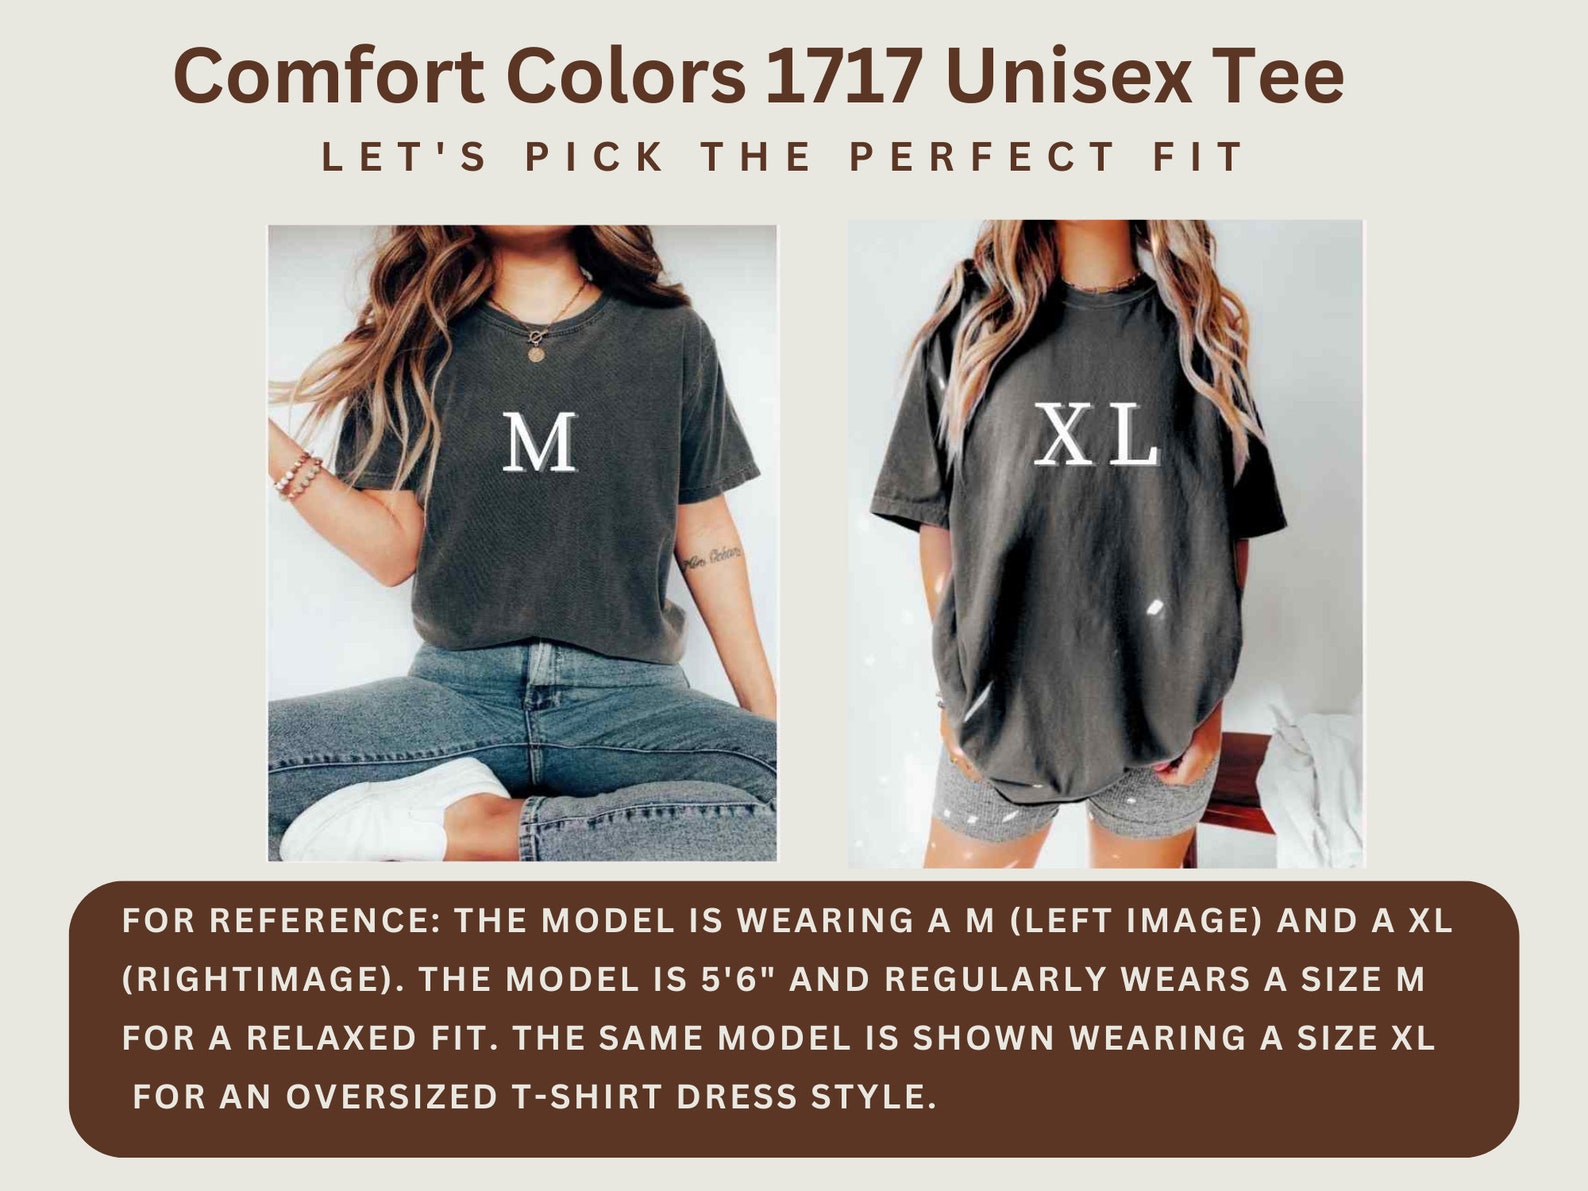 Comfort Colors 1717 Unisex Tee
LET'S PICK THE PERFECT FIT
M
XL
FOR REFERENCE: THE MODEL IS WEARING A M (LEFT IMAGE) AND A XL
(RIGHTIMAGE). THE MODEL IS 5'6" AND REGULARLY WEARS A SIZE M
FOR A RELAXED FIT. THE SAME MODEL IS SHOWN WEARING A SIZE XL
FOR AN OVERSIZED T-SHIRT DRESS STYLE.